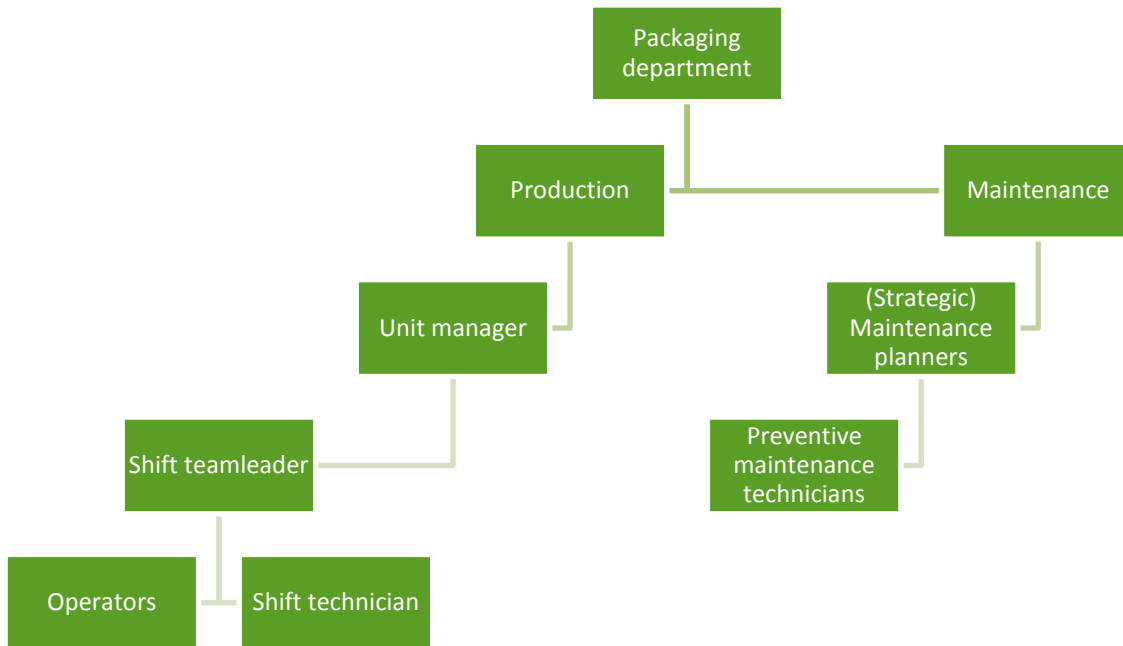 Packaging
department
Production
Maintenance
Unit manager
(Strategic)
Maintenance
planners
Shift teamleader
Preventive
maintenance
technicians
Operators
Shift technician